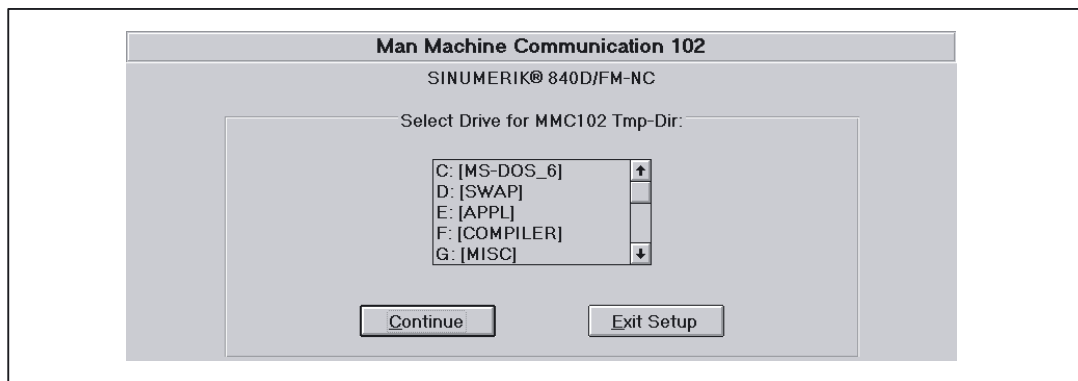 Man Machine Communication 102
SINUMERIK® 840D/FM-NC
Select Drive for MMC102 Tmp-Dir:
C: [MS-DOS_6]
D: [SWAP]
E: [APPL]
F: [COMPILER]
G: [MISC]
Continue
Exit Setup